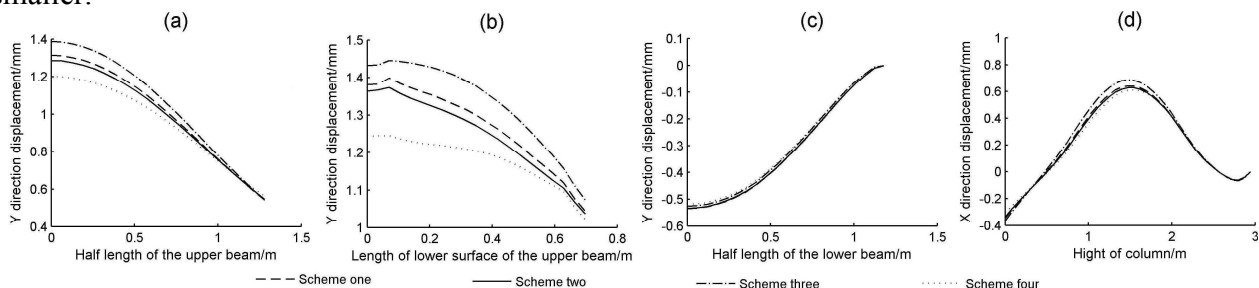 smaller.
(a)
1.4
1.2
1
0.8
0.6
0.4
0
0.5
1
1.5
Y direction displacement/mm
Half length of the upper beam/m
(b)
1.5
1.4
1.3
1.2
1.1
1
0
0.2
0.4
0.6
0.8
Y direction displacement/mm
Length of lower surface of the upper beam/m
(c)
0.1
0
-0.1
-0.2
-0.3
-0.4
-0.5
-0.6
0
0.5
1
1.5
Y direction displacement/mm
Half length of the lower beam/m
(d)
1
0.8
0.6
0.4
0.2
0
-0.2
-0.4
0
1
2
3
X direction displacement/mm
Hight of column/m
Scheme one
Scheme two
Scheme three
Scheme four